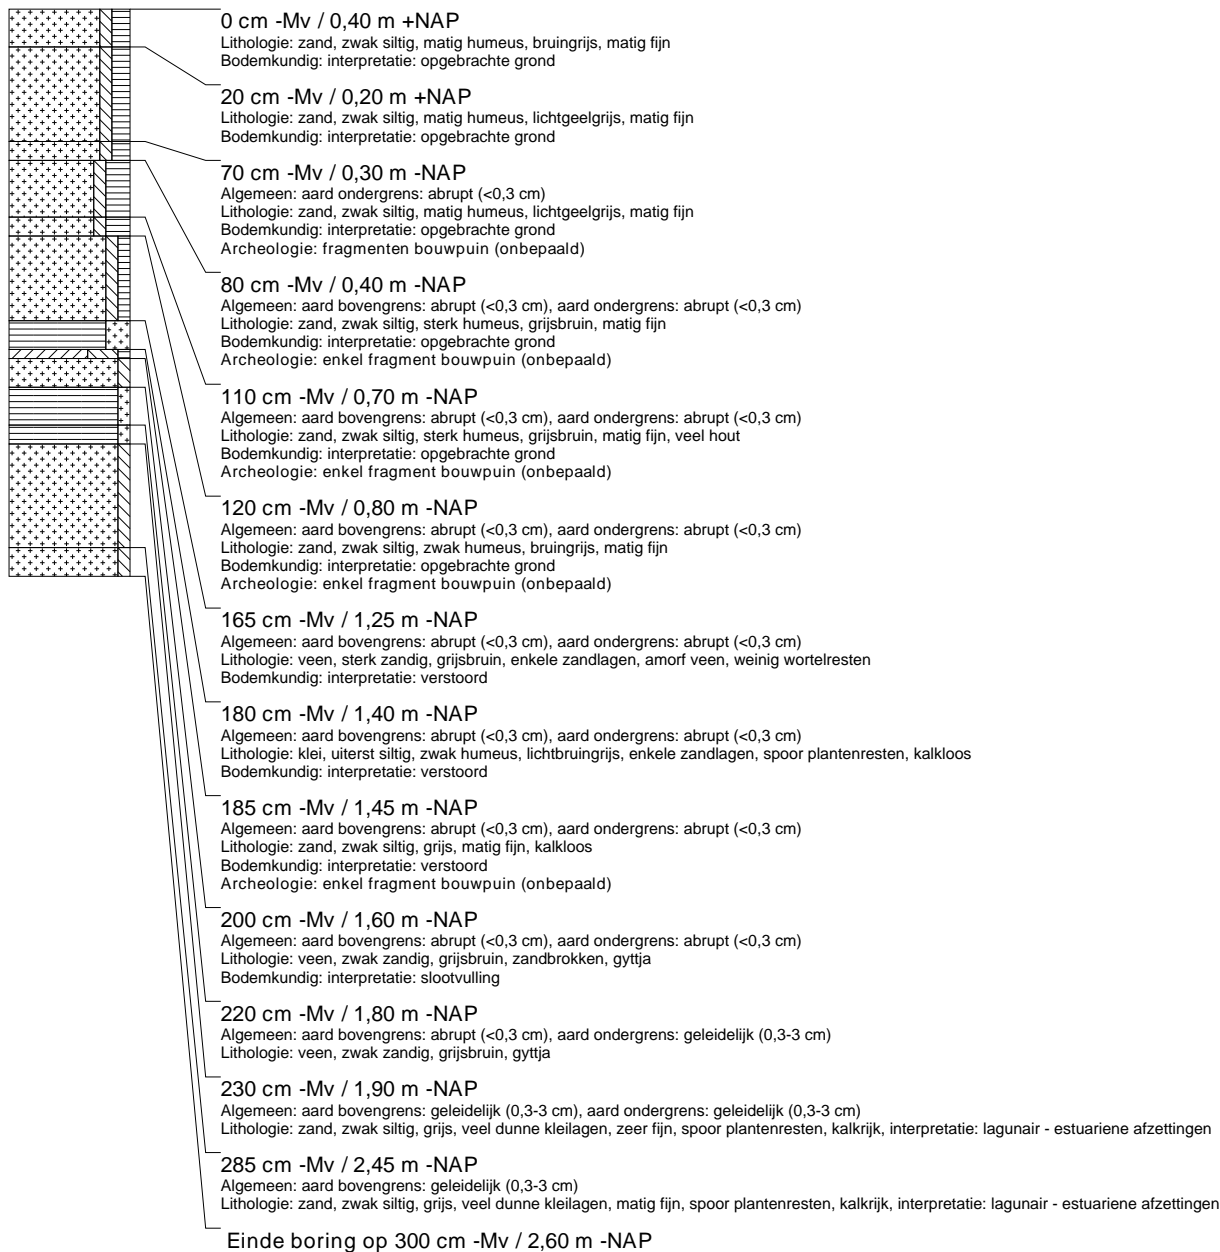 0 cm -Mv / 0,40 m +NAP
Lithologie: zand, zwak siltig, matig humeus, bruingrijs, matig fijn
Bodemkundig: interpretatie: opgebrachte grond
20 cm -Mv / 0,20 m +NAP
Lithologie: zand, zwak siltig, matig humeus, lichtgeelgrijs, matig fijn
Bodemkundig: interpretatie: opgebrachte grond
70 cm -Mv / 0,30 m -NAP
Algemeen: aard ondergrens: abrupt (<0,3 cm)
Lithologie: zand, zwak siltig, matig humeus, lichtgeelgrijs, matig fijn
Bodemkundig: interpretatie: opgebrachte grond
Archeologie: fragmenten bouwpuin (onbepaald)
80 cm -Mv / 0,40 m -NAP
Algemeen: aard bovengrens: abrupt (<0,3 cm), aard ondergrens: abrupt (<0,3 cm)
Lithologie: zand, zwak siltig, sterk humeus, grijsbruin, matig fijn
Bodemkundig: interpretatie: opgebrachte grond
Archeologie: enkel fragment bouwpuin (onbepaald)
110 cm -Mv / 0,70 m -NAP
Algemeen: aard bovengrens: abrupt (<0,3 cm), aard ondergrens: abrupt (<0,3 cm)
Lithologie: zand, zwak siltig, sterk humeus, grijsbruin, matig fijn, veel hout
Bodemkundig: interpretatie: opgebrachte grond
Archeologie: enkel fragment bouwpuin (onbepaald)
120 cm -Mv / 0,80 m -NAP
Algemeen: aard bovengrens: abrupt (<0,3 cm), aard ondergrens: abrupt (<0,3 cm)
Lithologie: zand, zwak siltig, zwak humeus, bruingrijs, matig fijn
Bodemkundig: interpretatie: opgebrachte grond
Archeologie: enkel fragment bouwpuin (onbepaald)
165 cm -Mv / 1,25 m -NAP
Algemeen: aard bovengrens: abrupt (<0,3 cm), aard ondergrens: abrupt (<0,3 cm)
Lithologie: veen, sterk zandig, grijsbruin, enkele zandlagen, amorf veen, weinig wortelresten
Bodemkundig: interpretatie: verstoord
180 cm -Mv / 1,40 m -NAP
Algemeen: aard bovengrens: abrupt (<0,3 cm), aard ondergrens: abrupt (<0,3 cm)
Lithologie: klei, uiterst siltig, zwak humeus, lichtbruingrijs, enkele zandlagen, spoor plantenresten, kalkloos
Bodemkundig: interpretatie: verstoord
185 cm -Mv / 1,45 m -NAP
Algemeen: aard bovengrens: abrupt (<0,3 cm), aard ondergrens: abrupt (<0,3 cm)
Lithologie: zand, zwak siltig, grijs, matig fijn, kalkloos
Bodemkundig: interpretatie: verstoord
Archeologie: enkel fragment bouwpuin (onbepaald)
200 cm -Mv / 1,60 m -NAP
Algemeen: aard bovengrens: abrupt (<0,3 cm), aard ondergrens: abrupt (<0,3 cm)
Lithologie: veen, zwak zandig, grijsbruin, zandbrokken, gyttja
Bodemkundig: interpretatie: slootvulling
220 cm -Mv / 1,80 m -NAP
Algemeen: aard bovengrens: abrupt (<0,3 cm), aard ondergrens: geleidelijk (0,3-3 cm)
Lithologie: veen, zwak zandig, grijsbruin, gyttja
230 cm -Mv / 1,90 m -NAP
Algemeen: aard bovengrens: geleidelijk (0,3-3 cm), aard ondergrens: geleidelijk (0,3-3 cm)
Lithologie: zand, zwak siltig, grijs, veel dunne kleilagen, zeer fijn, spoor plantenresten, kalkrijk, interpretatie: lagunair - estuariene afzettingen
285 cm -Mv / 2,45 m -NAP
Algemeen: aard bovengrens: geleidelijk (0,3-3 cm)
Lithologie: zand, zwak siltig, grijs, veel dunne kleilagen, matig fijn, spoor plantenresten, kalkrijk, interpretatie: lagunair - estuariene afzettingen
Einde boring op 300 cm -Mv / 2,60 m -NAP